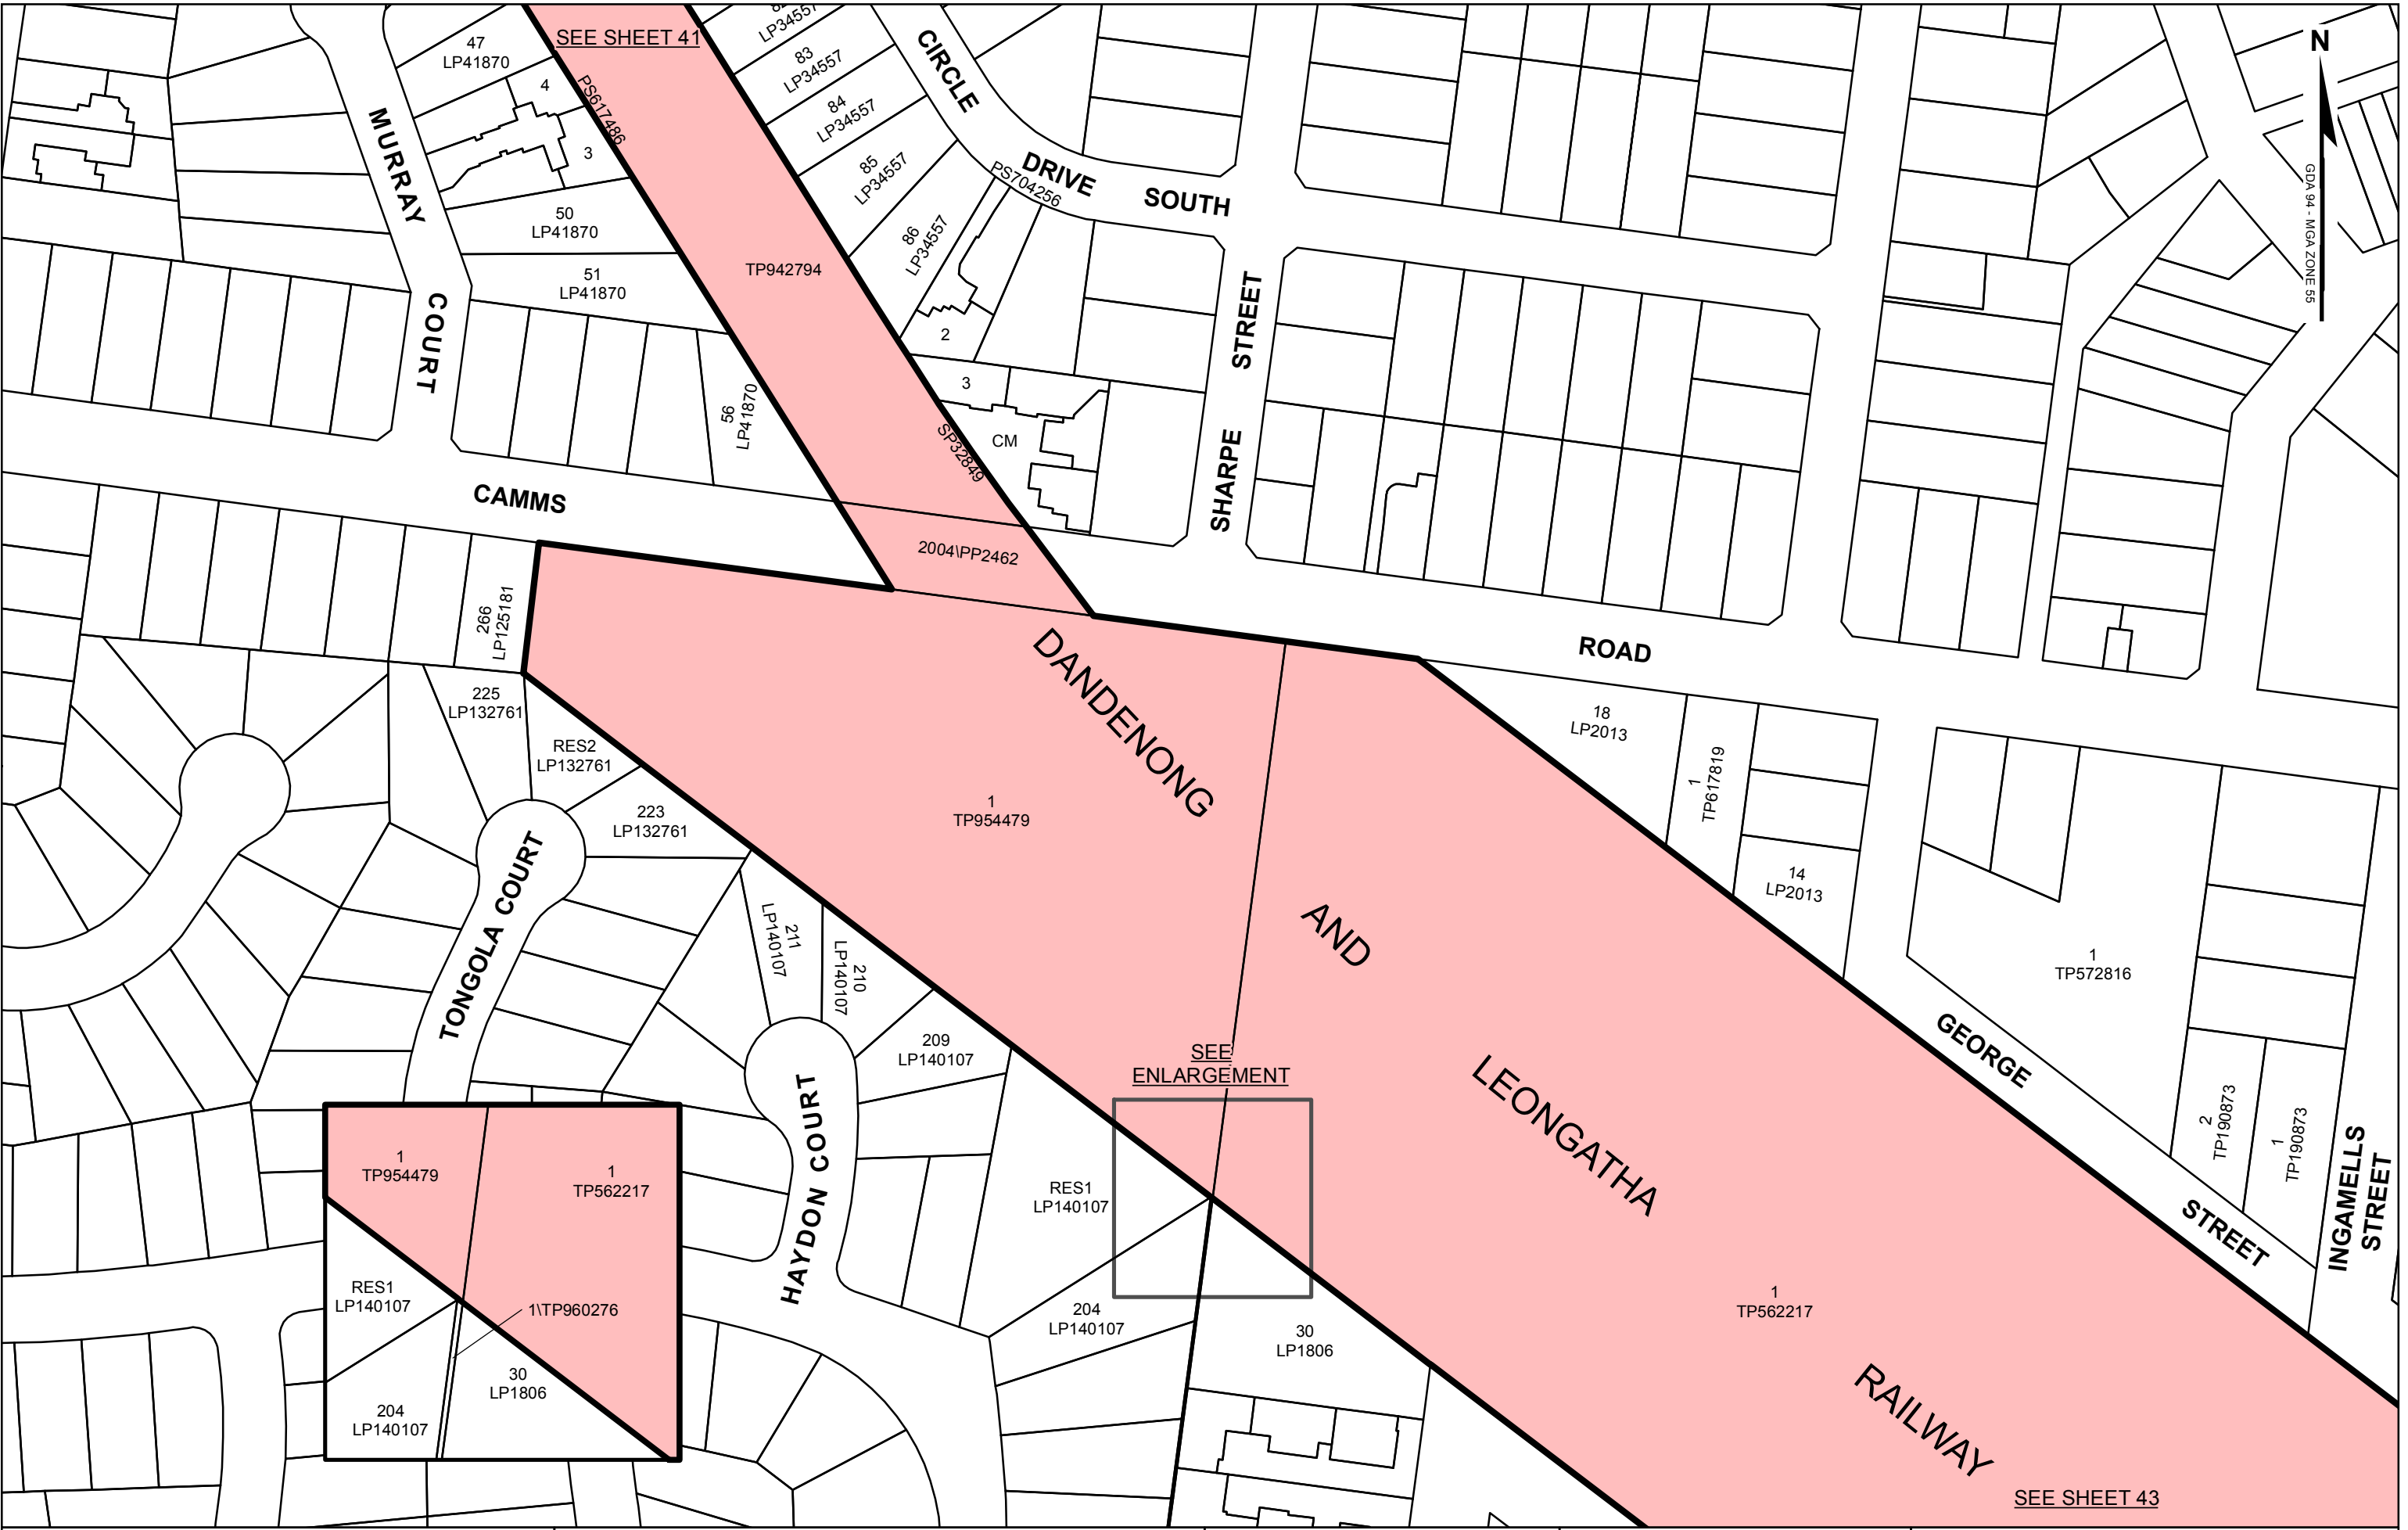 SEE SHEET 41
N
GDA 94 - MGA ZONE 55
47
LP41870
4
3
PS617486
50
LP41870
51
LP41870
56
LP41870
MURRAY
COURT
LP34557
83
LP34557
84
LP34557
85
LP34557
86
LP34557
CIRCLE
DRIVE
SOUTH
PS704256
TP942794
2
3
CM
SP32849
SHARPE STREET
CAMMS
ROAD
2004\PP2462
266
LP125181
225
LP132761
RES2
LP132761
223
LP132761
DANDENONG
AND
LEONGATHA
RAILWAY
1
TP954479
18
LP2013
1
TP617819
14
LP2013
1
TP572816
GEORGE
STREET
2
TP190873
1
TP190873
INGAMELLS
STREET
TONGOLA COURT
211
LP140107
210
LP140107
209
LP140107
HAYDON COURT
SEE
ENLARGEMENT
RES1
LP140107
204
LP140107
30
LP1806
1
TP562217
1
TP954479
1
TP562217
RES1
LP140107
1\TP960276
30
LP1806
204
LP140107
SEE SHEET 43